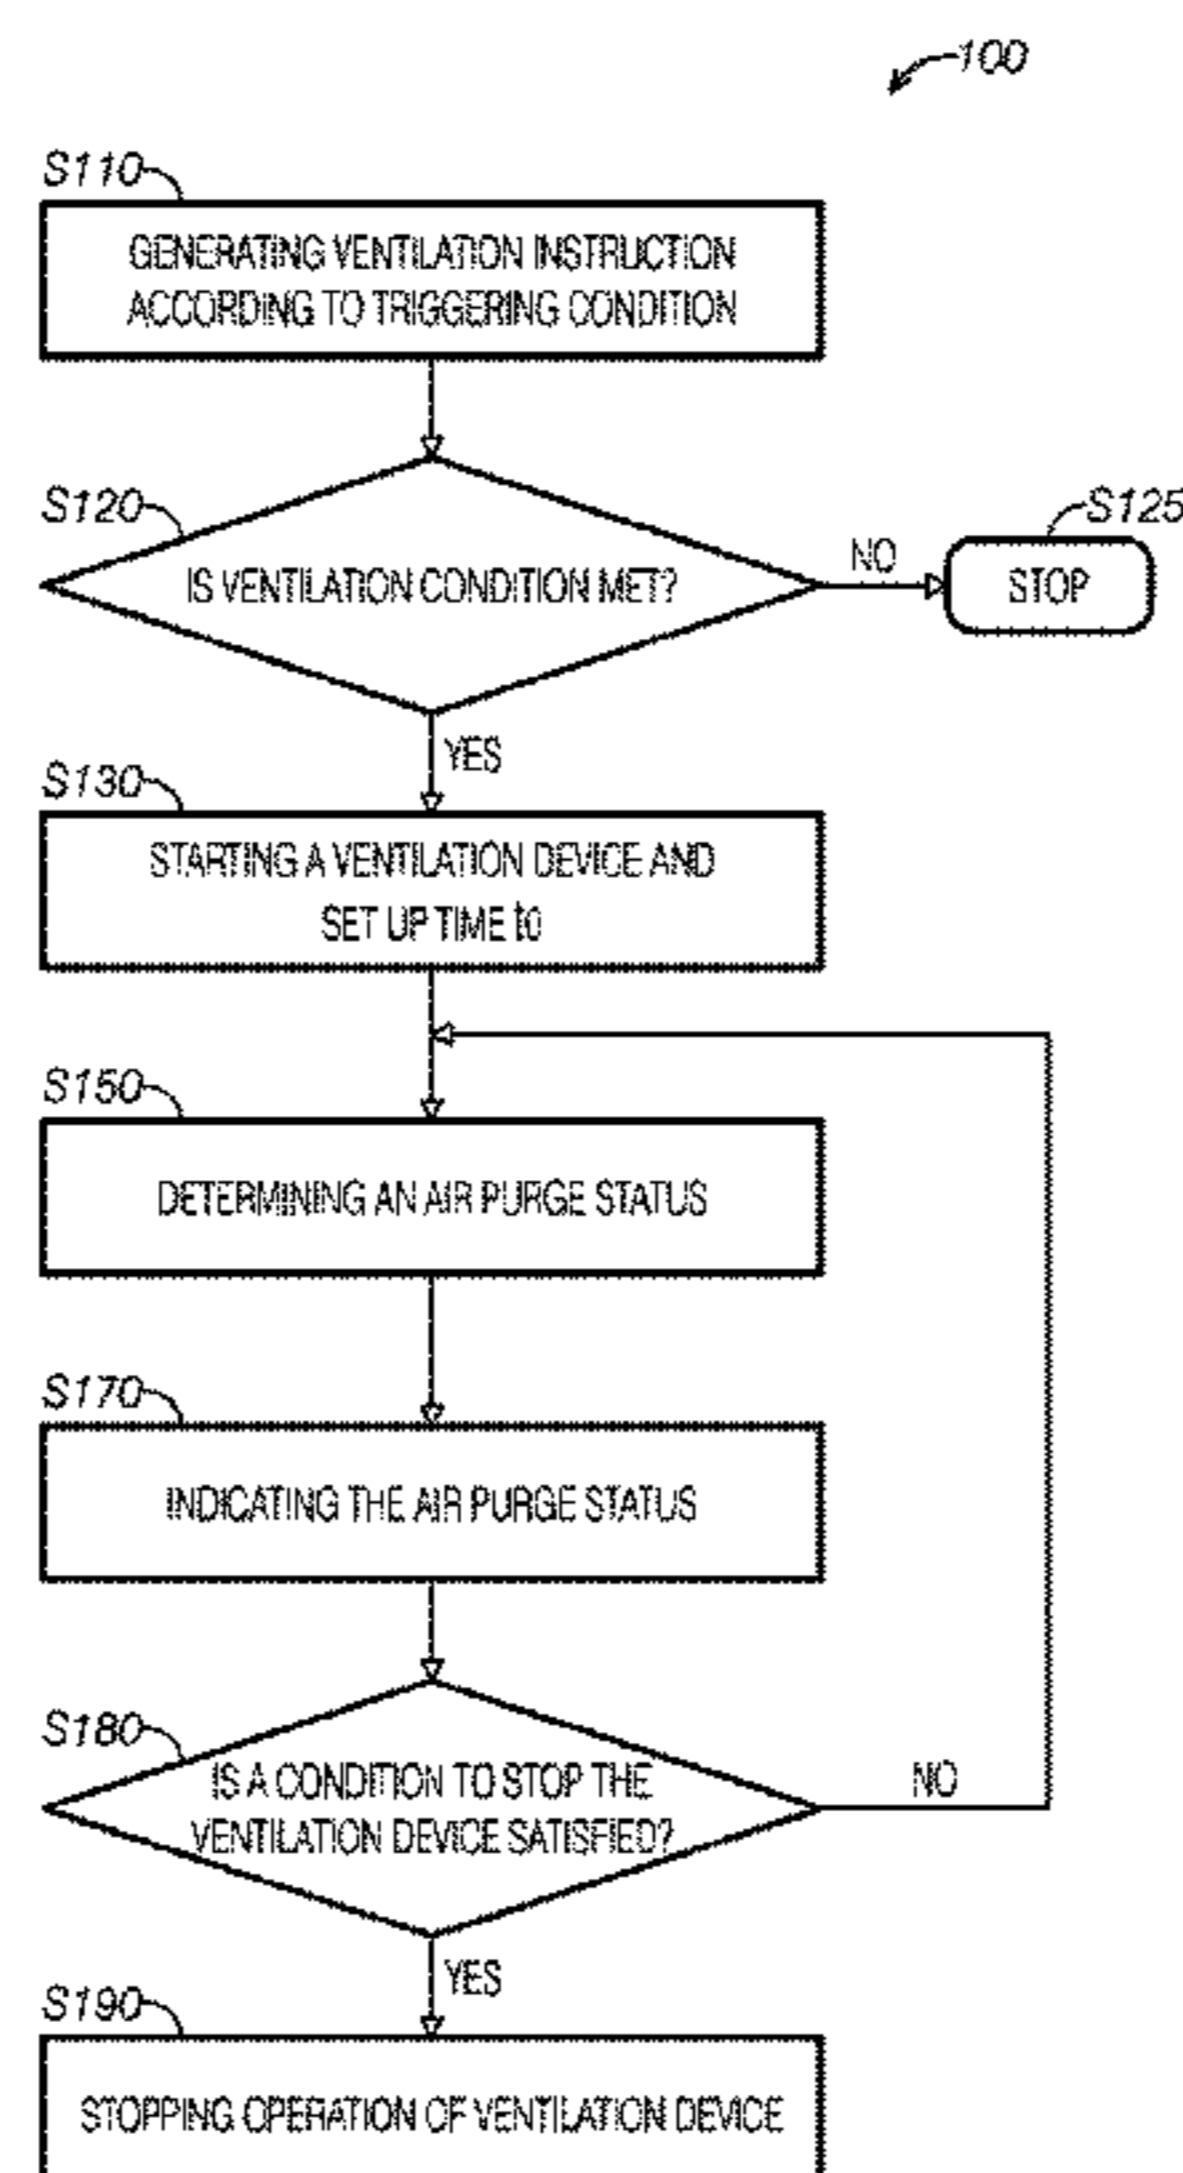 100
S110
GENERATING VENTILATION INSTRUCTION
ACCORDING TO TRIGGERING CONDITION
S120
IS VENTILATION CONDITION MET?
NO
S125
STOP
YES
S130
STARTING A VENTILATION DEVICE AND
SET UP TIME t0
S150
DETERMINING AN AIR PURGE STATUS
S170
INDICATING THE AIR PURGE STATUS
S180
IS A CONDITION TO STOP THE
VENTILATION DEVICE SATISFIED?
NO
YES
S190
STOPPING OPERATION OF VENTILATION DEVICE